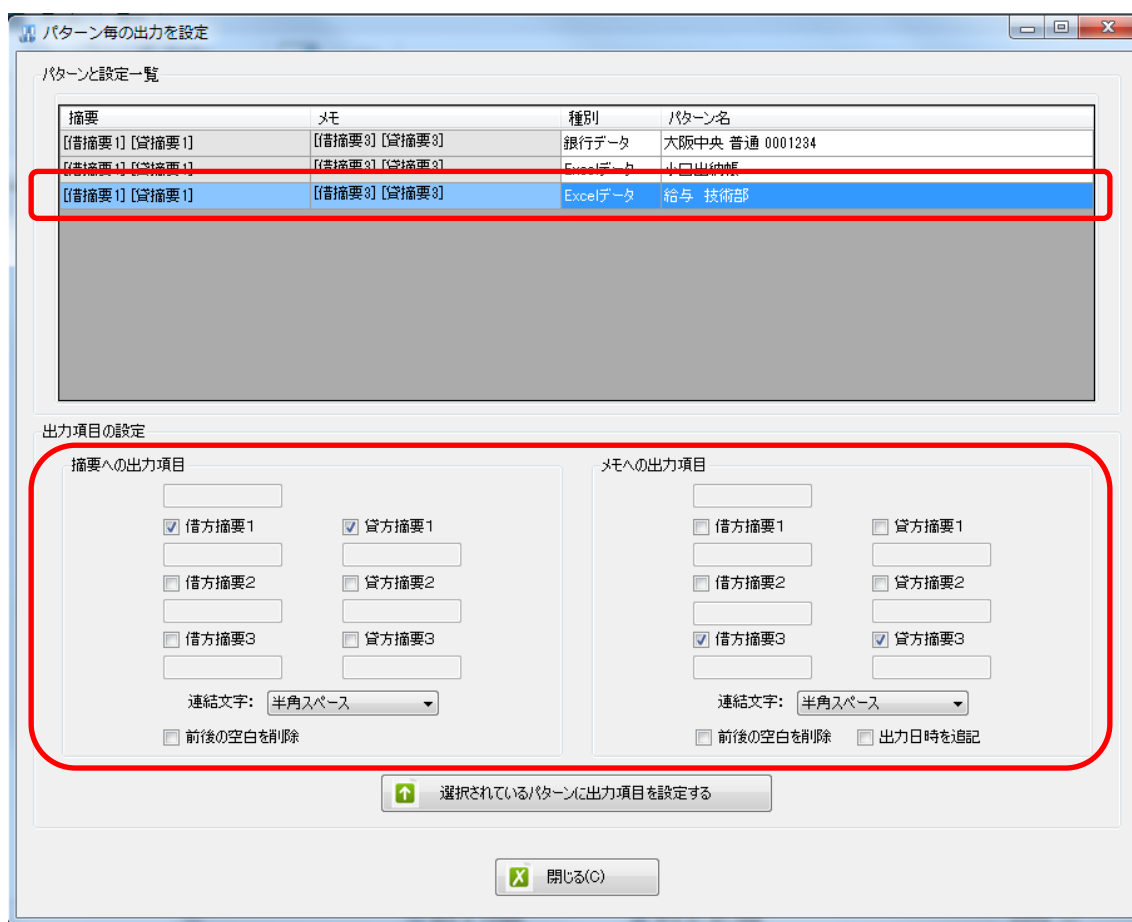 パターン毎の出力を設定
パターンと設定一覧
摘要 メモ 種別 パターン名
[借摘要1] [貸摘要1] [借摘要3] [貸摘要3] 銀行データ 大阪中央 普通 0001234
[借摘要1] [貸摘要1] [借摘要3] [貸摘要3] Excelデータ 小口出納帳
[借摘要1] [貸摘要1] [借摘要3] [貸摘要3] Excelデータ 給与 技術部
出力項目の設定
摘要への出力項目 メモへの出力項目
借方摘要1 貸方摘要1 借方摘要1 貸方摘要1
借方摘要2 貸方摘要2 借方摘要2 貸方摘要2
借方摘要3 貸方摘要3 借方摘要3 貸方摘要3
連結文字: 半角スペース 連結文字: 半角スペース
前後の空白を削除 前後の空白を削除 出力日時を追記
選択されているパターンに出力項目を設定する
閉じる(C)